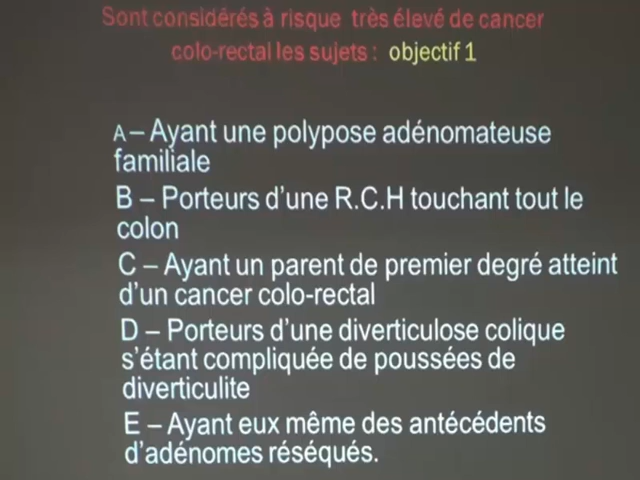 Sont considérés à risque très élevé de cancer
colo-rectal les sujets : objectif 1
A – Ayant une polypose adénomateuse
familiale
B – Porteurs d'une R.C.H touchant tout le
colon
C – Ayant un parent de premier degré atteint
d'un cancer colo-rectal
D – Porteurs d'une diverticulose colique
s'étant compliquée de poussées de
diverticulite
E – Ayant eux même des antécédents
d'adénomes réséqués.